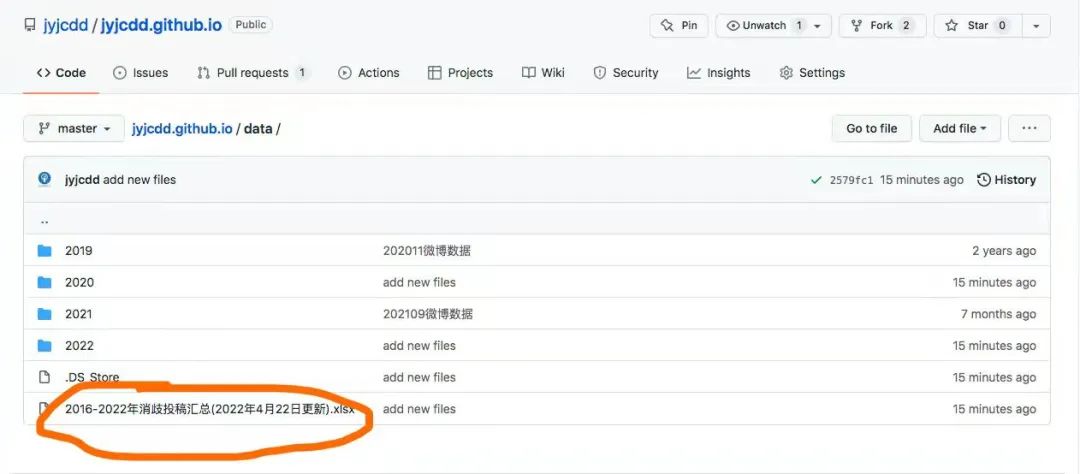 jyjcdd / jyjcdd.github.io Public
Pin
Unwatch 1
Fork 2
Star 0
Code
Issues
Pull requests 1
Actions
Projects
Wiki
Security
Insights
Settings
master
jyjcdd.github.io / data /
Go to file
Add file
...
jyjcdd add new files
2579fc1 15 minutes ago
History
..
2019 202011微博数据 2 years ago
2020 add new files 15 minutes ago
2021 202109微博数据 7 months ago
2022 add new files 15 minutes ago
.DS_Store add new files 15 minutes ago
2016-2022年消歧投稿汇总(2022年4月22日更新).xlsx add new files 15 minutes ago